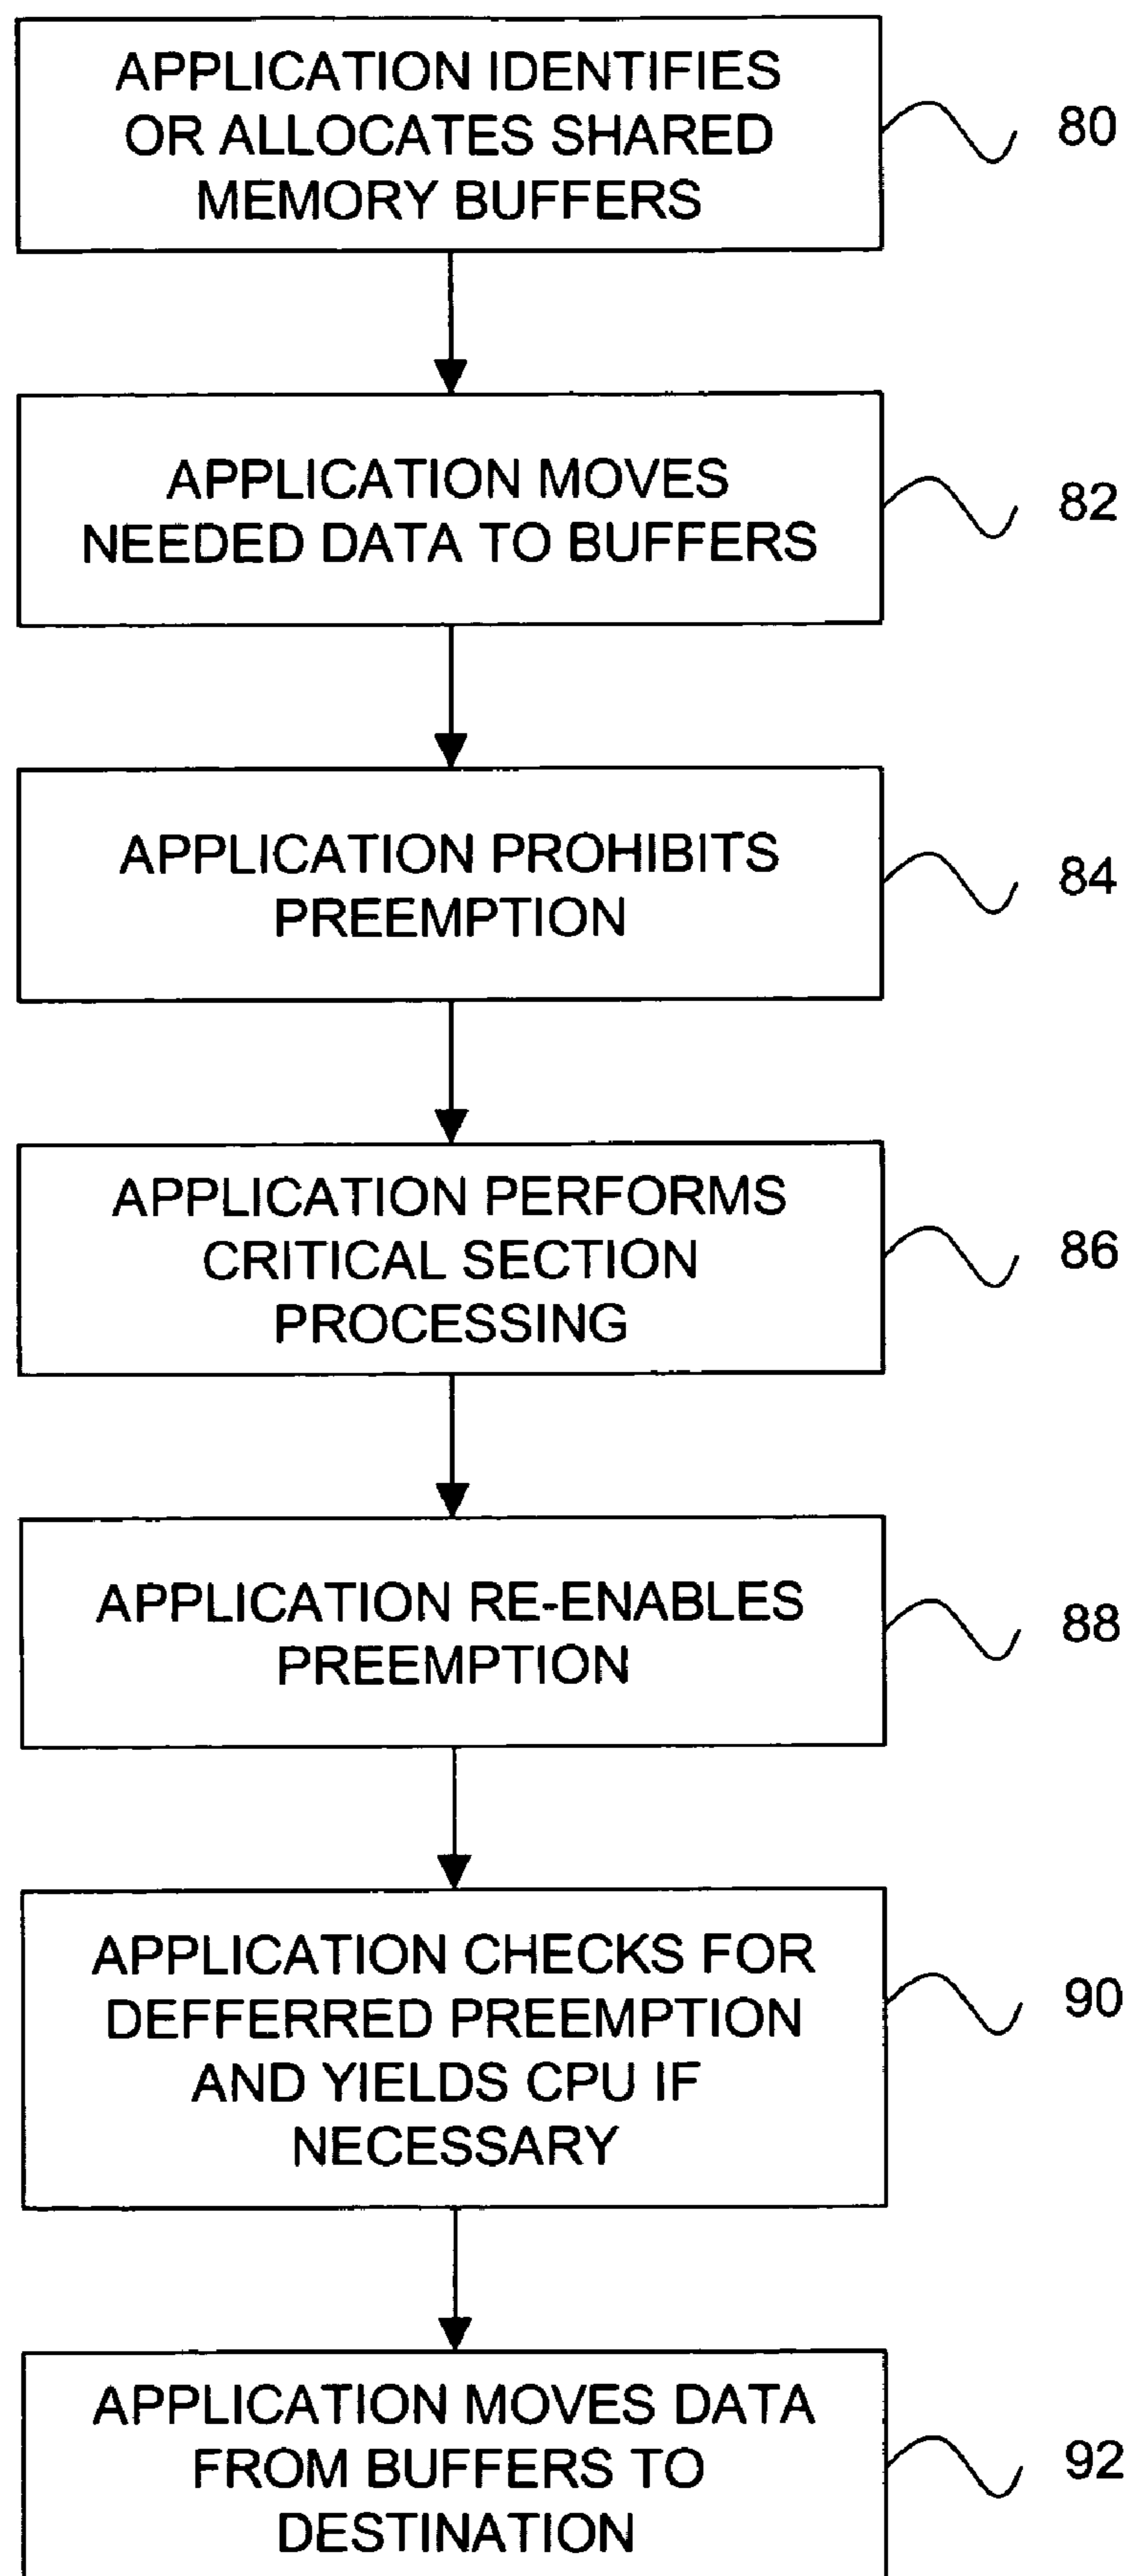 APPLICATION IDENTIFIES
OR ALLOCATES SHARED
MEMORY BUFFERS
80
APPLICATION MOVES
NEEDED DATA TO BUFFERS
82
APPLICATION PROHIBITS
PREEMPTION
84
APPLICATION PERFORMS
CRITICAL SECTION
PROCESSING
86
APPLICATION RE-ENABLES
PREEMPTION
88
APPLICATION CHECKS FOR
DEFFERRED PREEMPTION
AND YIELDS CPU IF
NECESSARY
90
APPLICATION MOVES DATA
FROM BUFFERS TO
DESTINATION
92